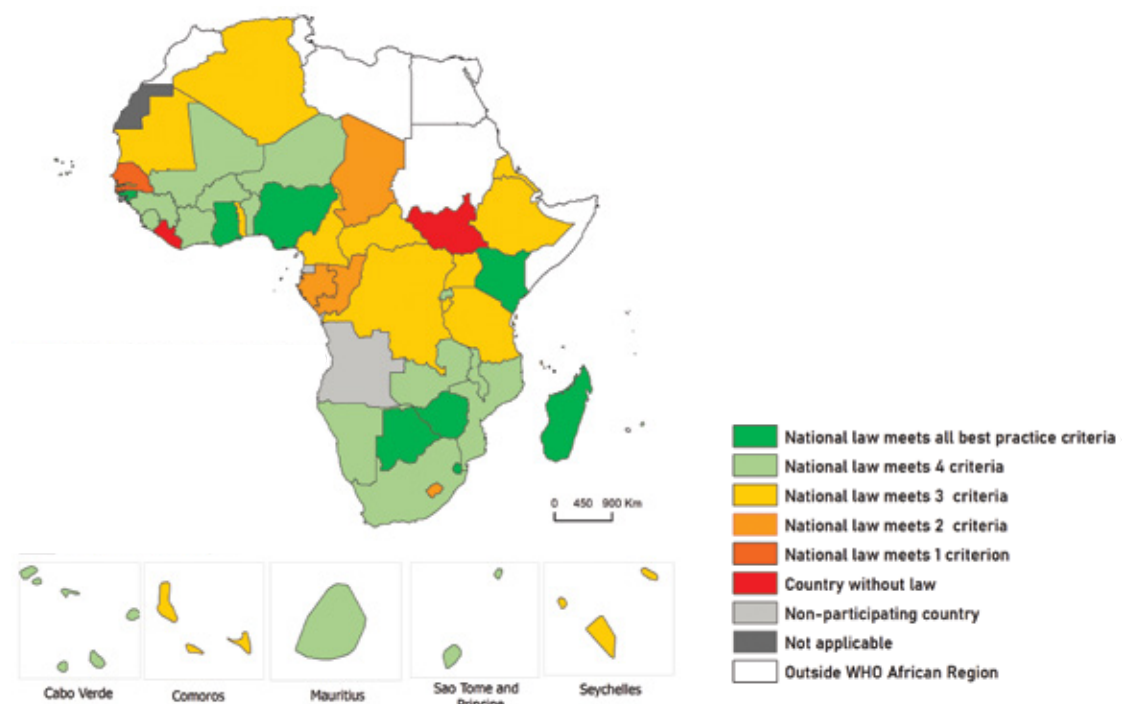 0 450 900 Km
National law meets all best practice criteria
National law meets 4 criteria
National law meets 3 criteria
National law meets 2 criteria
National law meets 1 criterion
Country without law
Non-participating country
Not applicable
Outside WHO African Region
Cabo Verde
Comoros
Mauritius
Sao Tome and
Principe
Seychelles